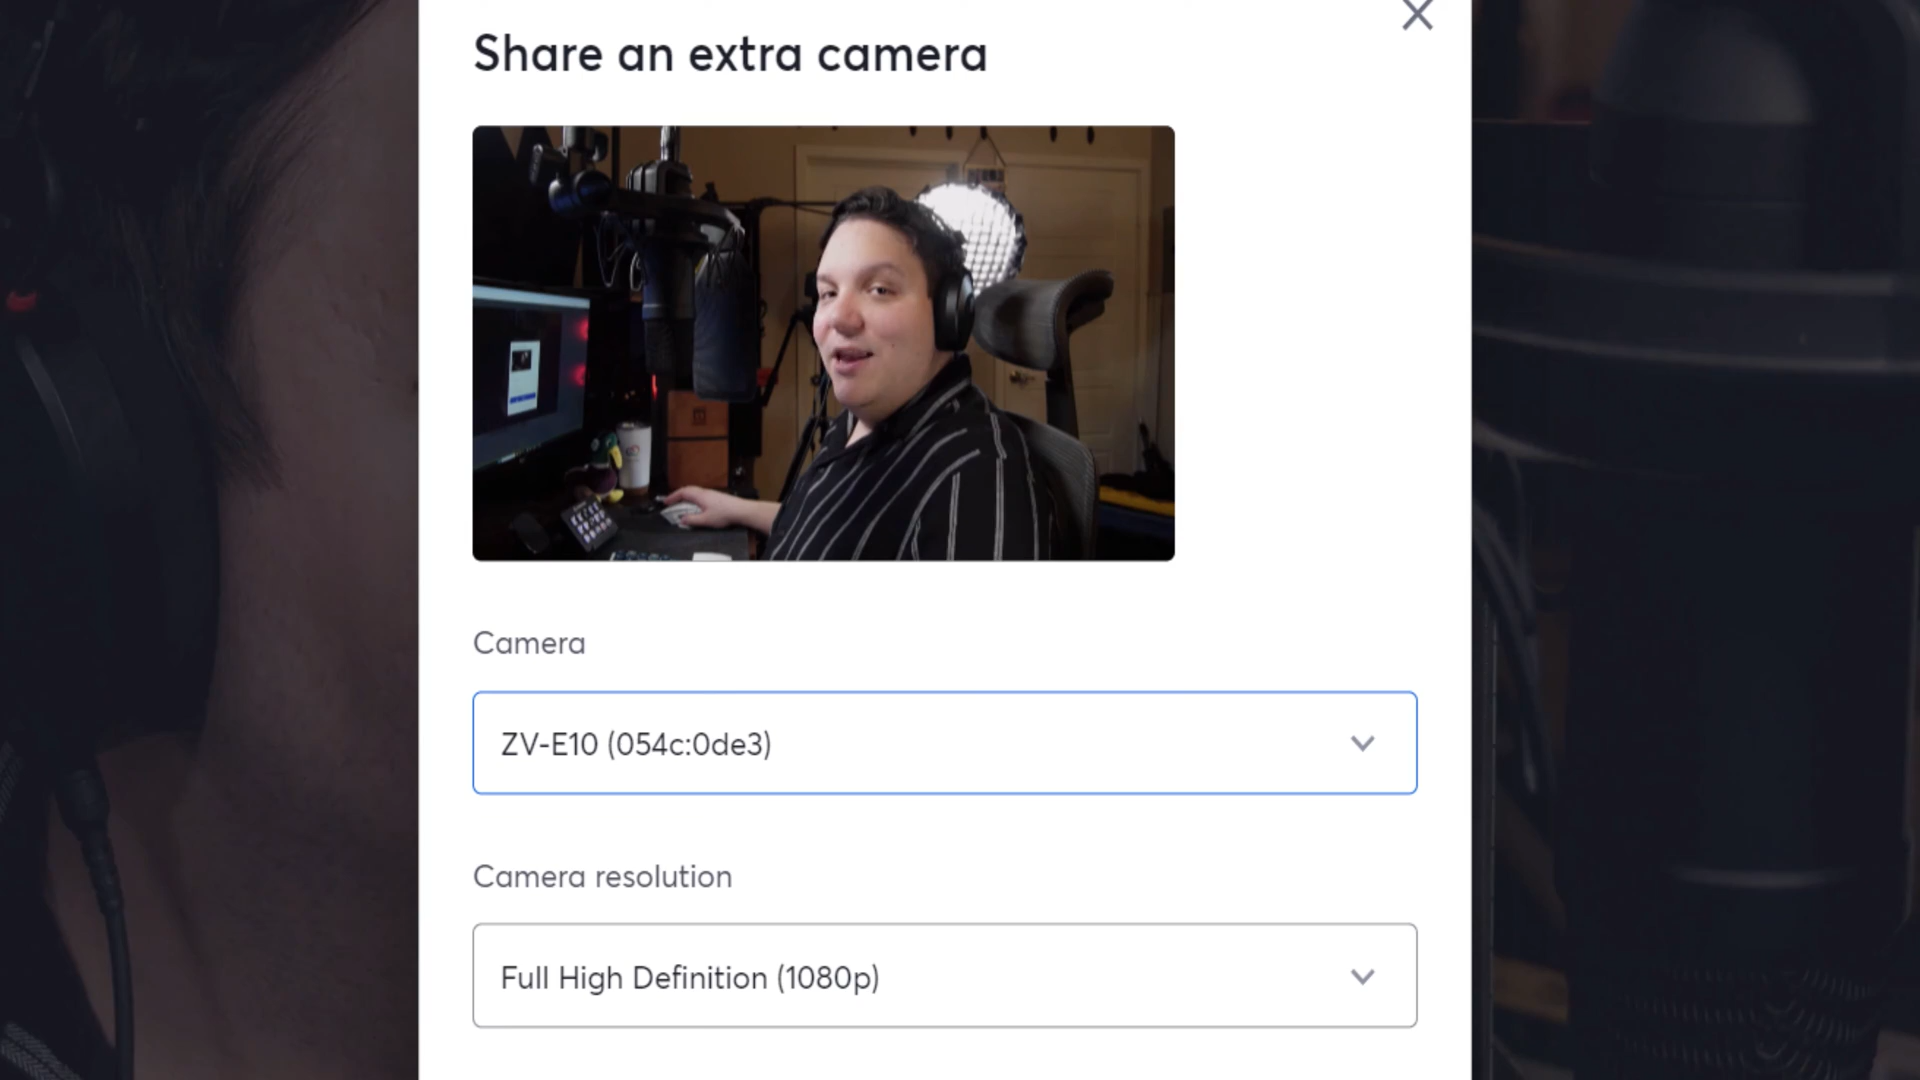 Share an extra camera
Camera
ZV-E10 (054c:0de3)
Camera resolution
Full High Definition (1080p)